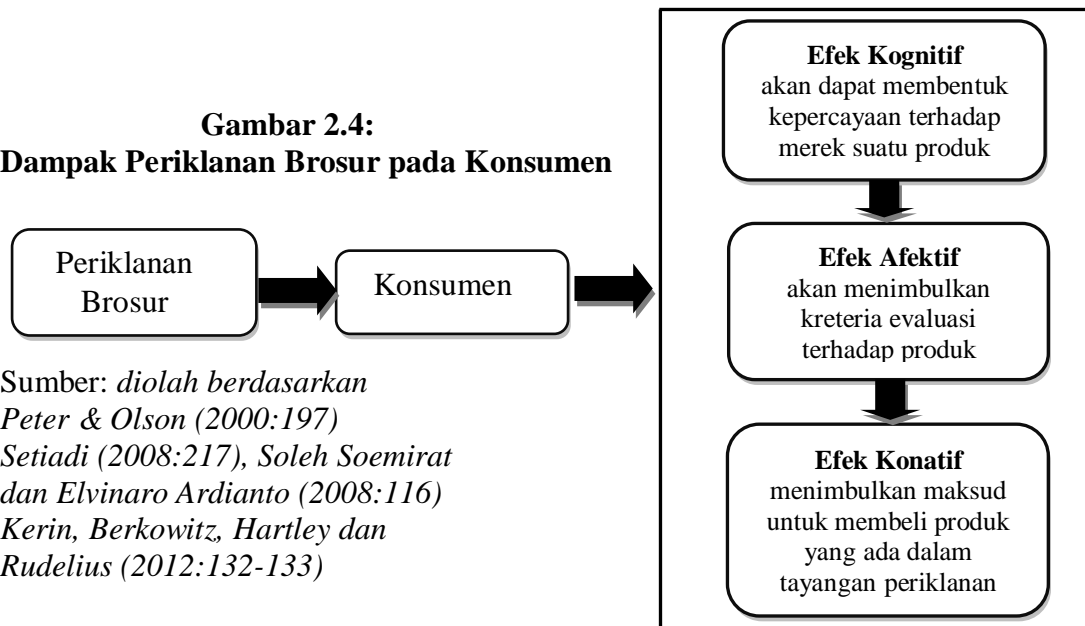 Gambar 2.4:
Dampak Periklanan Brosur pada Konsumen
Periklanan
Brosur
Konsumen
Efek Kognitif
akan dapat membentuk
kepercayaan terhadap
merek suatu produk
Efek Afektif
akan menimbulkan
kreteria evaluasi
terhadap produk
Efek Konatif
menimbulkan maksud
untuk membeli produk
yang ada dalam
tayangan periklanan
Sumber: diolah berdasarkan
Peter & Olson (2000:197)
Setiadi (2008:217), Soleh Soemirat
dan Elvinaro Ardianto (2008:116)
Kerin, Berkowitz, Hartley dan
Rudelius (2012:132-133)